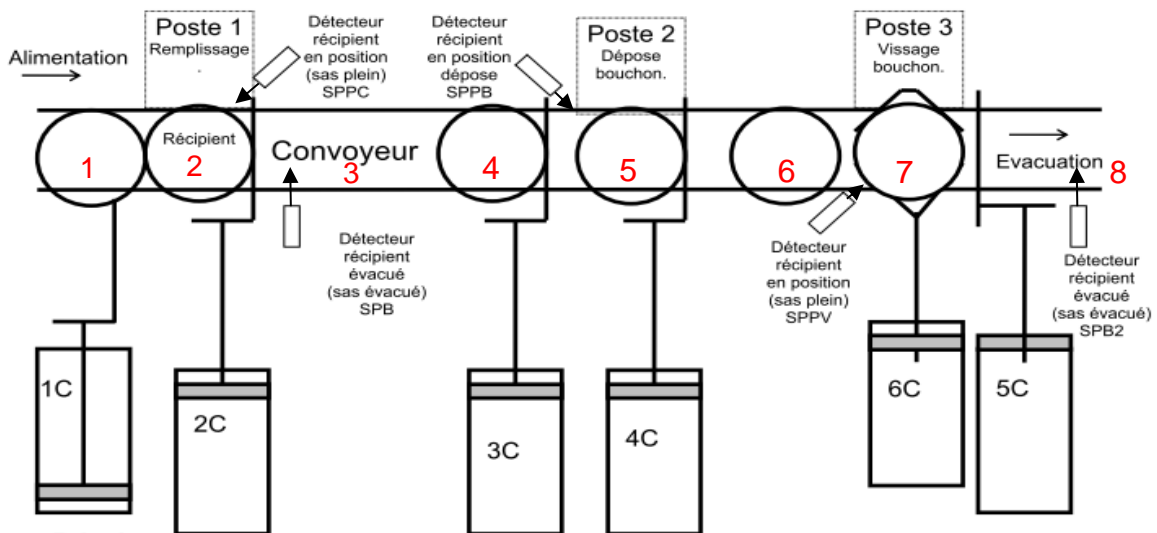 Alimentation
Poste 1
Remplissage
.
Détecteur
récipient
en position
(sas plein)
SPPC
Détecteur
récipient
en position
dépose
SPPB
Poste 2
Dépose
bouchon.
Poste 3
Vissage
bouchon.
1
Récipient
2
Convoyeur
3
4
5
6
7
Evacuation
8
Détecteur
récipient
évacué
(sas évacué)
SPB
Détecteur
récipient
en position
(sas plein)
SPPV
Détecteur
récipient
évacué
(sas évacué)
SPB2
1C
2C
3C
4C
6C
5C